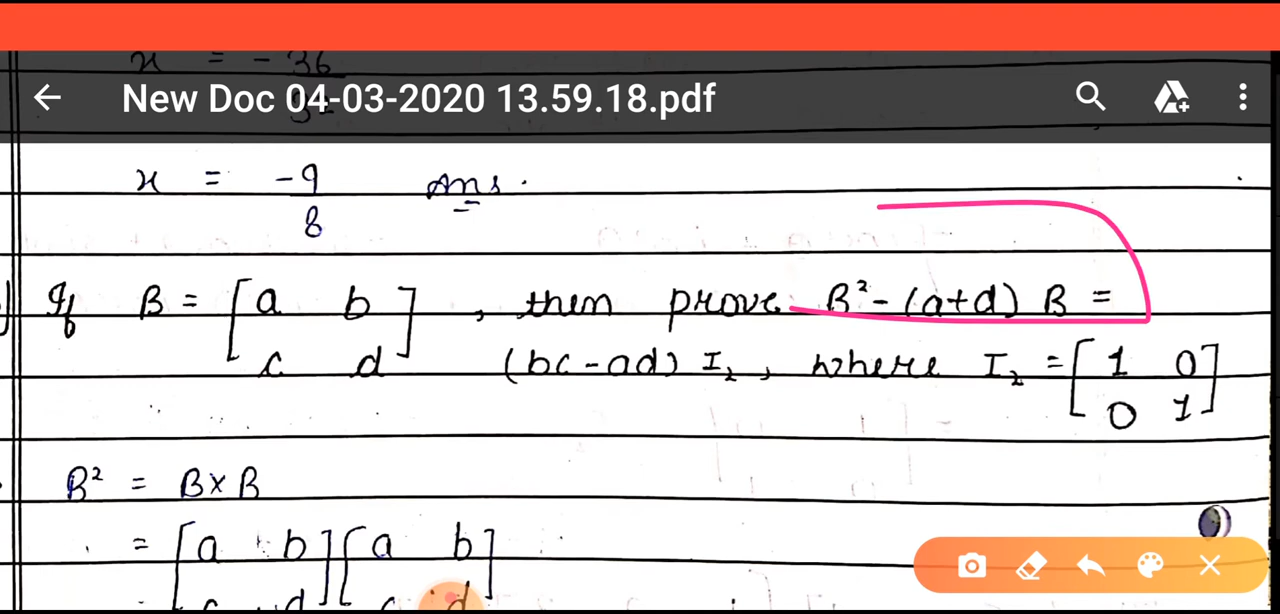 x = - 36
New Doc 04-03-2020 13.59.18.pdf
x = -9 Ans.
8
If B = [ a b ] , then prove B² - (a+d) B =
c d (bc - ad) I₂, where I₂ = [ 1 0 ]
0 1
B² = B × B
= [ a b ] [ a b ]
c d c d